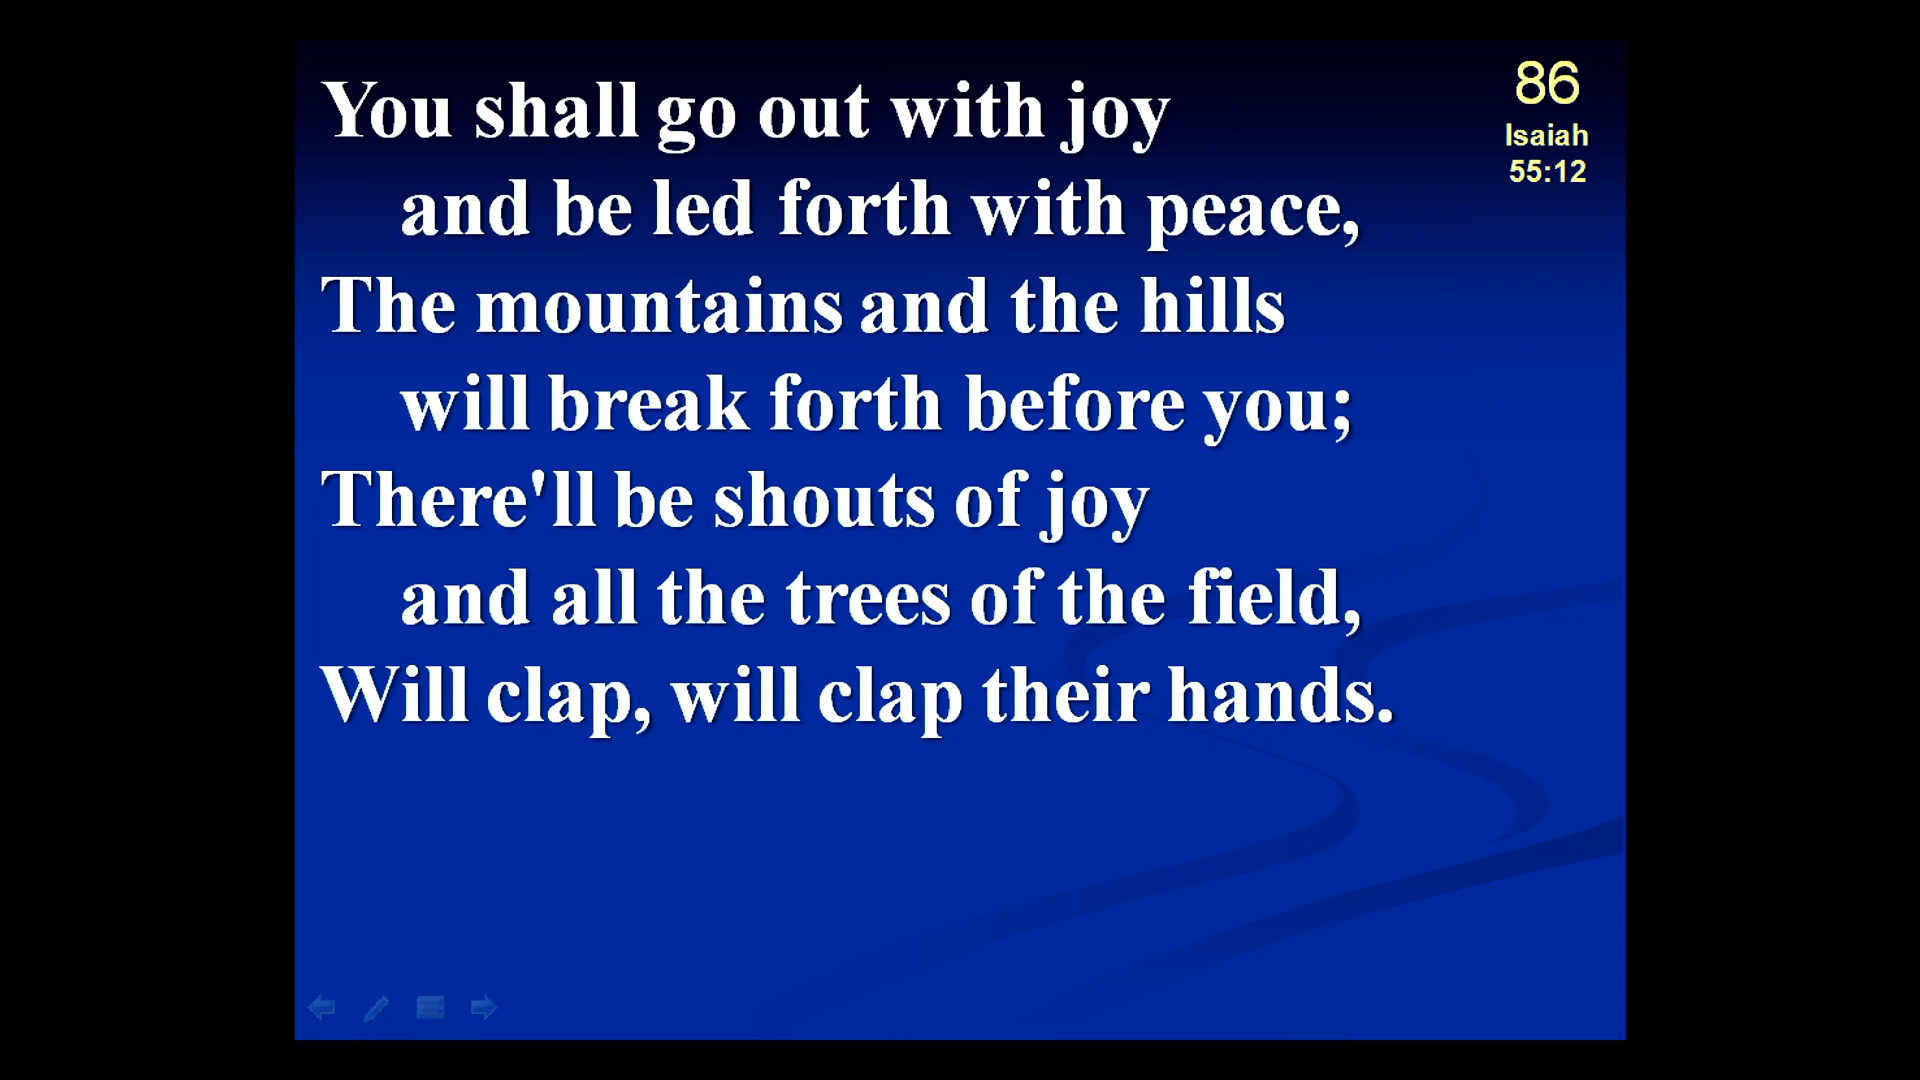 You shall go out with joy
and be led forth with peace,
The mountains and the hills
will break forth before you;
There'll be shouts of joy
and all the trees of the field,
Will clap, will clap their hands.
86
Isaiah
55:12